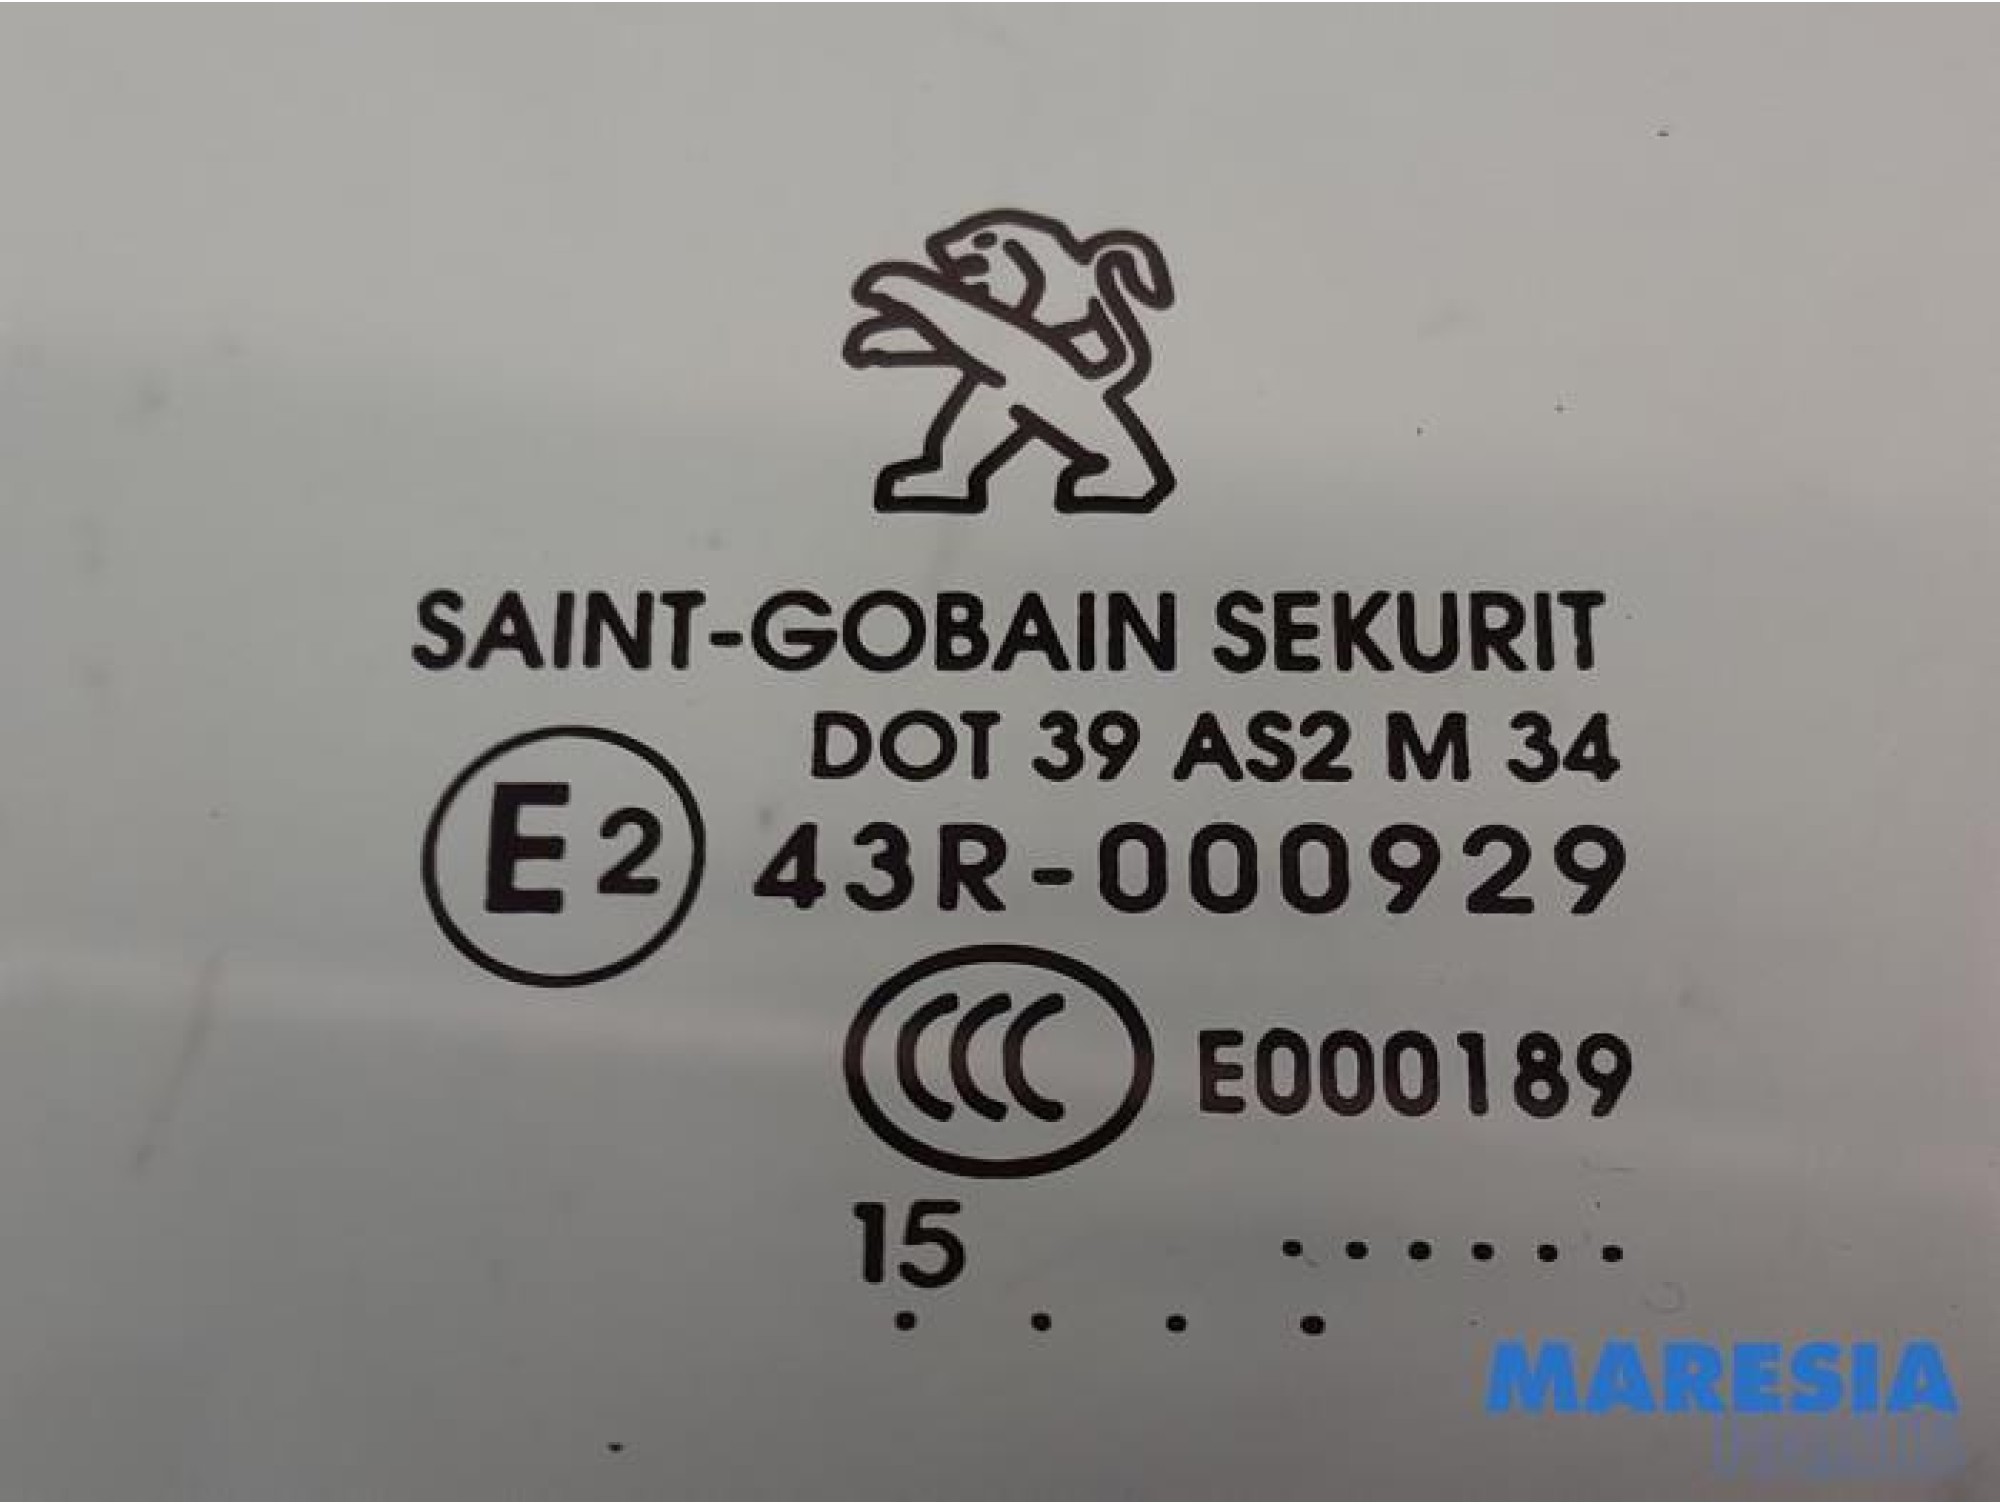 SAINT-GOBAIN SEKURIT
DOT 39 AS2 M 34
E2 43R-000929
CCC E000189
15 . . . . . .
. . . .
MARESIA